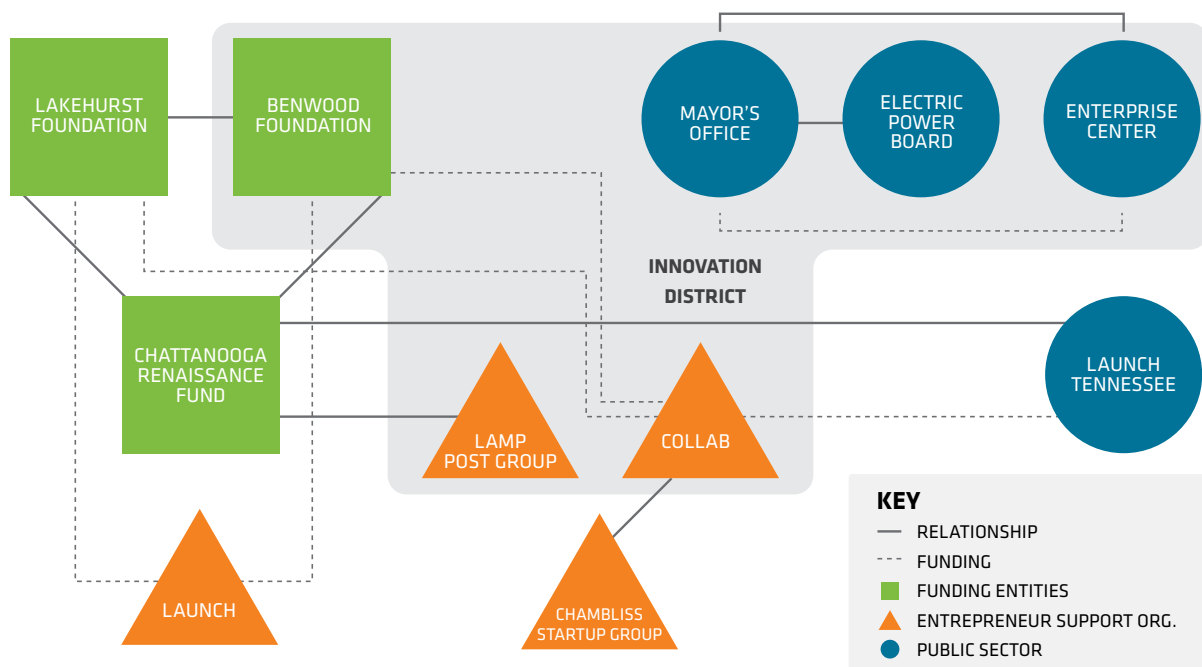 LAKEHURST
FOUNDATION
BENWOOD
FOUNDATION
MAYOR'S
OFFICE
ELECTRIC
POWER
BOARD
ENTERPRISE
CENTER
INNOVATION
DISTRICT
CHATTANOOGA
RENAISSANCE
FUND
LAUNCH
TENNESSEE
LAMP
POST GROUP
COLLAB
LAUNCH
CHAMBLISS
STARTUP GROUP
KEY
RELATIONSHIP
FUNDING
FUNDING ENTITIES
ENTREPRENEUR SUPPORT ORG.
PUBLIC SECTOR